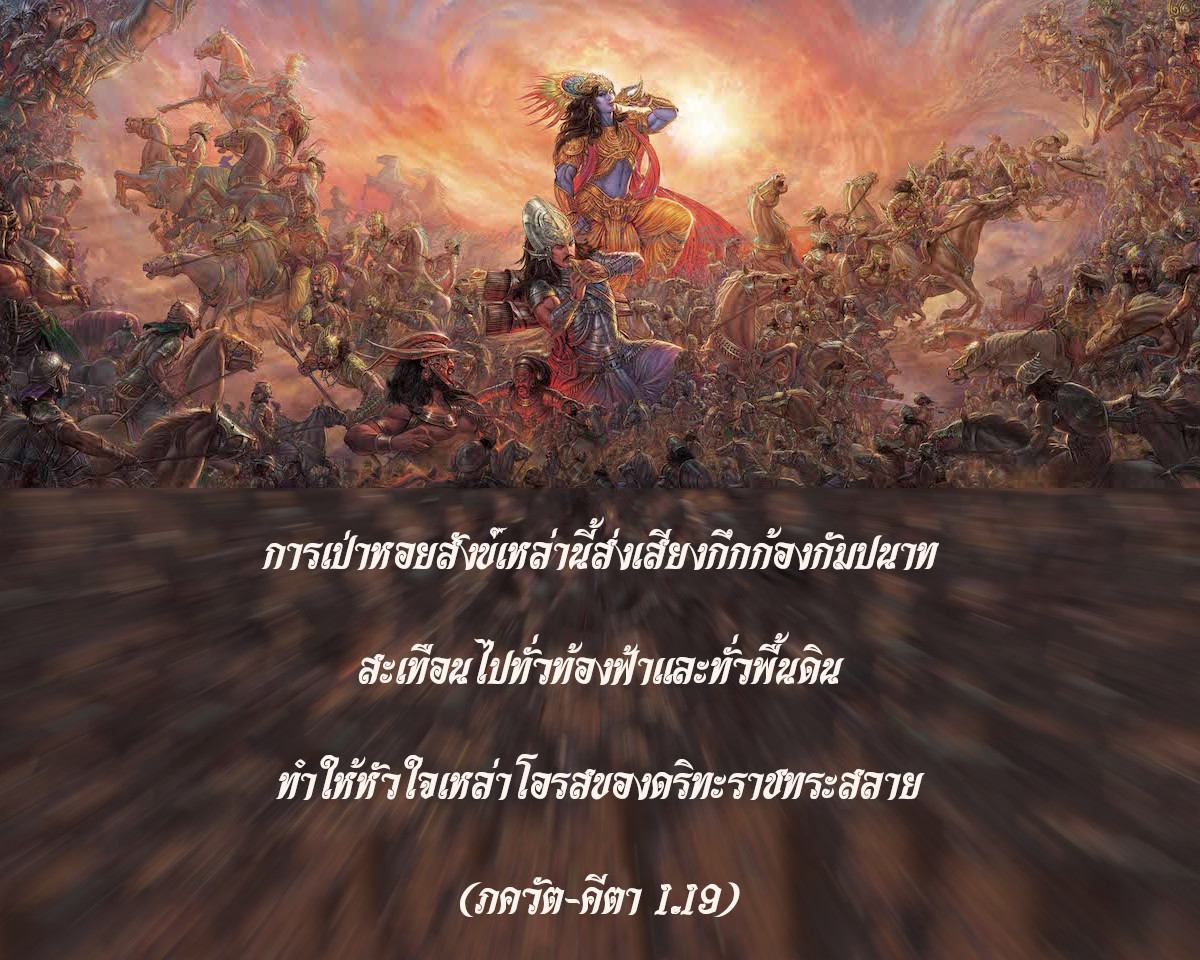 การเป่าหอยสังข์เหล่านี้ส่งเสียงกึกก้องกัมปนาท
สะเทือนไปทั่วท้องฟ้าและทั่วพื้นดิน
ทำให้หัวใจเหล่าโอรสของดริทะราชทระสลาย
(ภควัต-คีตา 1.19)